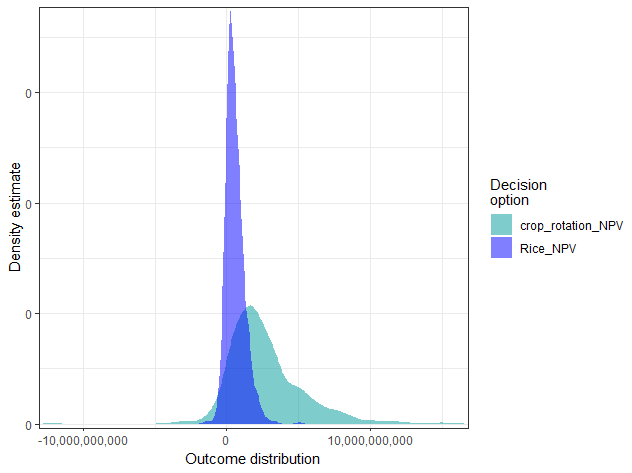 Density estimate
0
0
0
0
-10,000,000,000
0
10,000,000,000
Outcome distribution
Decision
option
crop_rotation_NPV
Rice_NPV